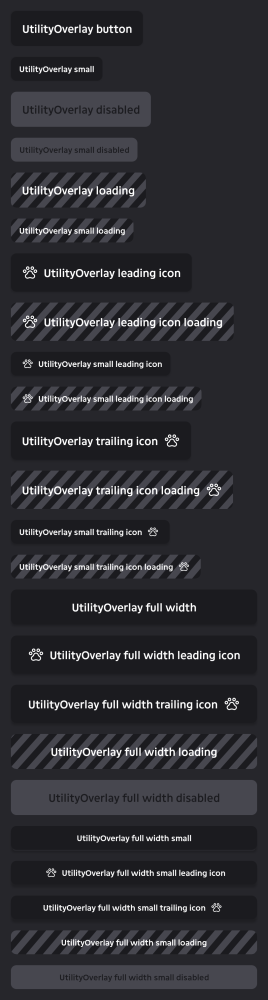 UtilityOverlay button
UtilityOverlay small
UtilityOverlay disabled
UtilityOverlay small disabled
UtilityOverlay loading
UtilityOverlay small loading
UtilityOverlay leading icon
UtilityOverlay leading icon loading
UtilityOverlay small leading icon
UtilityOverlay small leading icon loading
UtilityOverlay trailing icon
UtilityOverlay trailing icon loading
UtilityOverlay small trailing icon
UtilityOverlay small trailing icon loading
UtilityOverlay full width
UtilityOverlay full width leading icon
UtilityOverlay full width trailing icon
UtilityOverlay full width loading
UtilityOverlay full width disabled
UtilityOverlay full width small
UtilityOverlay full width small leading icon
UtilityOverlay full width small trailing icon
UtilityOverlay full width small loading
UtilityOverlay full width small disabled